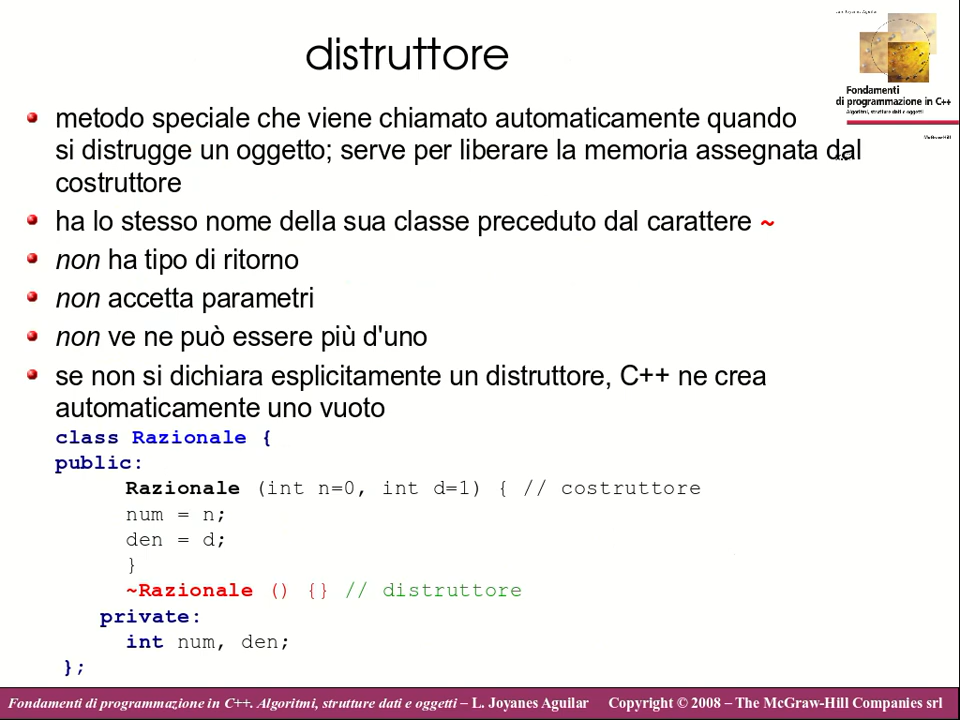 distruttore
Fondamenti
di programmazione in C++
Algoritmi, strutture dati e oggetti
metodo speciale che viene chiamato automaticamente quando
si distrugge un oggetto; serve per liberare la memoria assegnata dal
costruttore
ha lo stesso nome della sua classe preceduto dal carattere ~
non ha tipo di ritorno
non accetta parametri
non ve ne può essere più d'uno
se non si dichiara esplicitamente un distruttore, C++ ne crea
automaticamente uno vuoto
class Razionale {
public:
Razionale (int n=0, int d=1) { // costruttore
num = n;
den = d;
}
~Razionale () {} // distruttore
private:
int num, den;
};
Fondamenti di programmazione in C++. Algoritmi, strutture dati e oggetti – L. Joyanes Aguilar Copyright © 2008 – The McGraw-Hill Companies srl